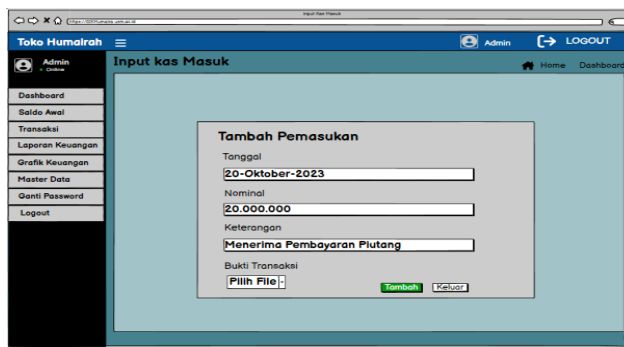 Input Kas Masuk
Toko Humairah
Admin
LOGOUT
Admin
Online
Input kas Masuk
Home Dashboard
Dashboard
Saldo Awal
Transaksi
Laporan Keuangan
Grafik Keuangan
Master Data
Ganti Password
Logout
Tambah Pemasukan
Tanggal
20-Oktober-2023
Nominal
20.000.000
Keterangan
Menerima Pembayaran Piutang
Bukti Transaksi
Pilih File
Tambah Keluar